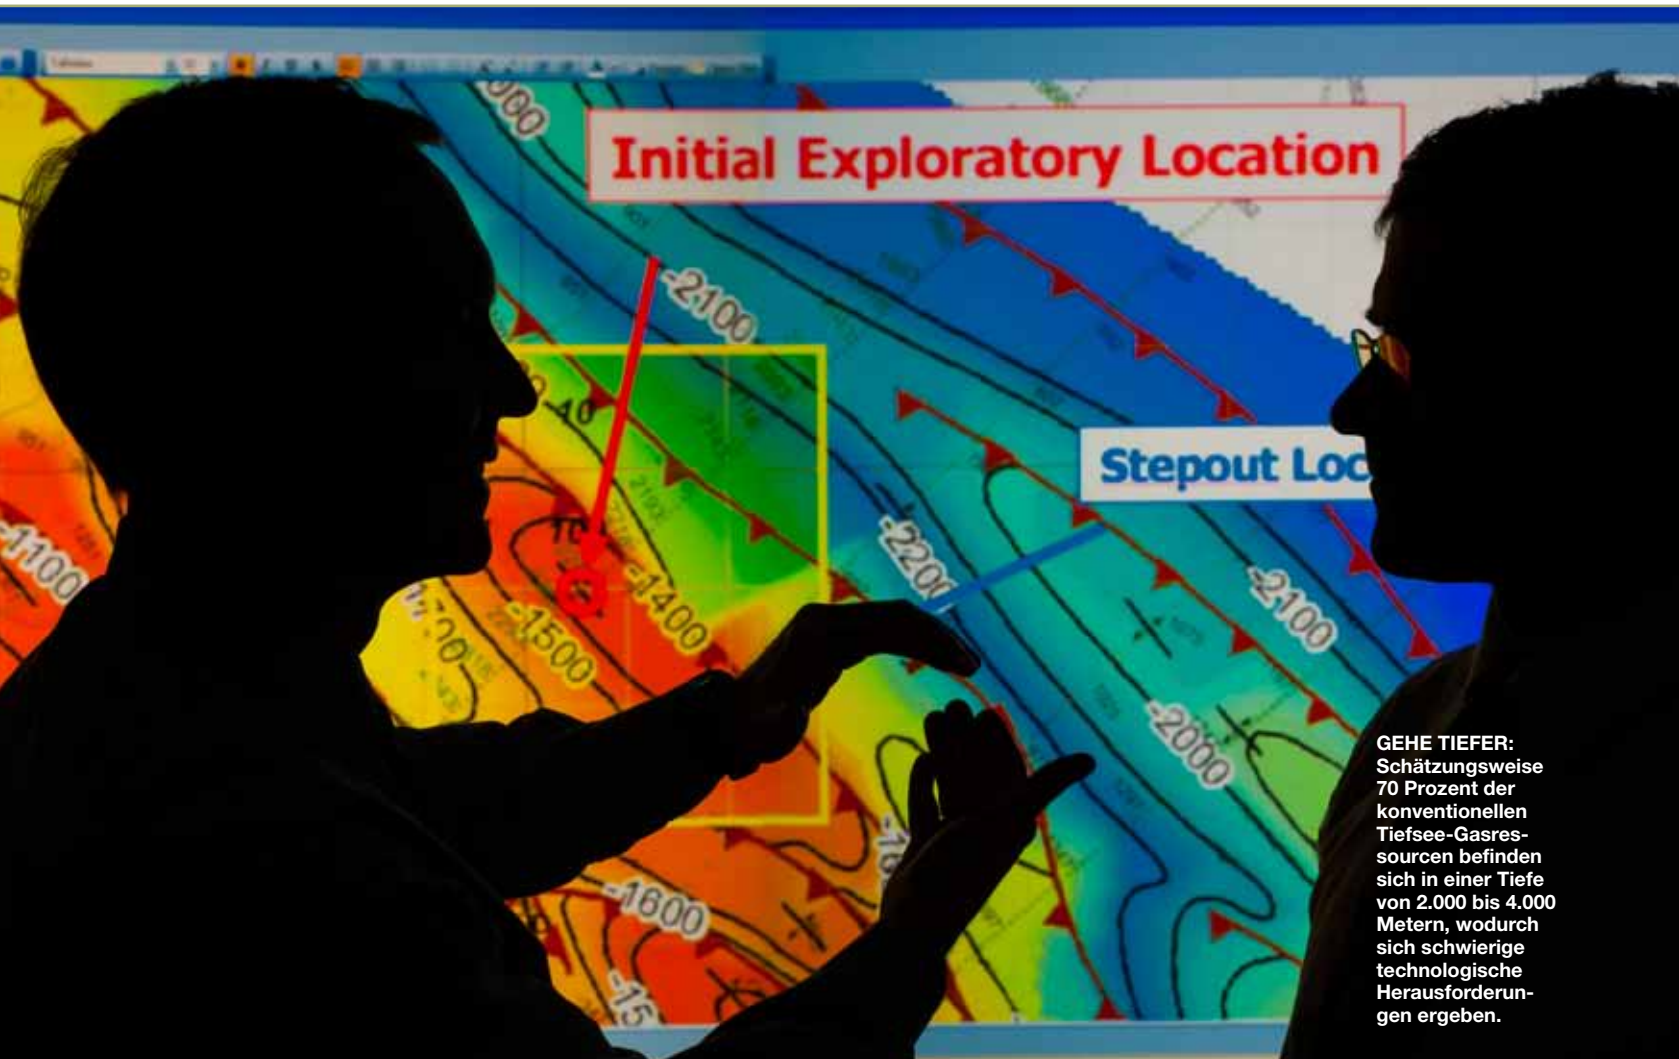 Initial Exploratory Location
-2100
Stepout Loc
-2200
-1400
-1100
-1500
-2100
-2000
-1600
-15
GEHE TIEFER:
Schätzungsweise
70 Prozent der
konventionellen
Tiefsee-Gasres-
sourcen befinden
sich in einer Tiefe
von 2.000 bis 4.000
Metern, wodurch
sich schwierige
technologische
Herausforderun-
gen ergeben.